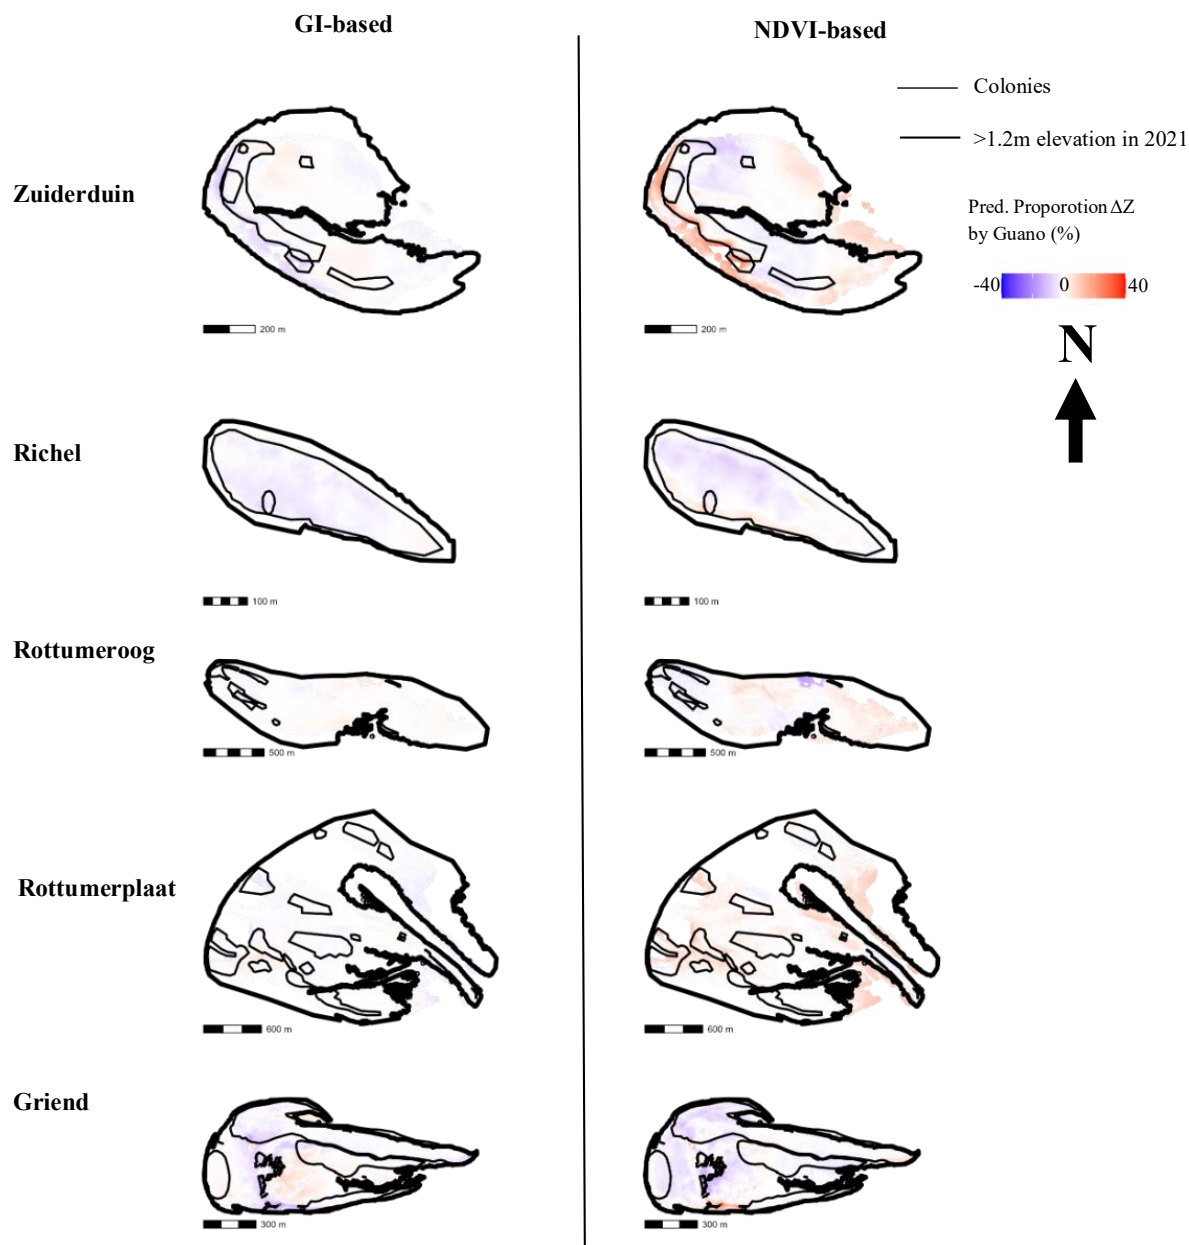 GI-based
NDVI-based
Colonies
>1.2m elevation in 2021
Pred. Proporotion ΔZ
by Guano (%)
-40 0 40
N
Zuiderduin
200 m
200 m
Richel
100 m
100 m
Rottumeroog
500 m
500 m
Rottumerplaat
600 m
600 m
Griend
300 m
300 m